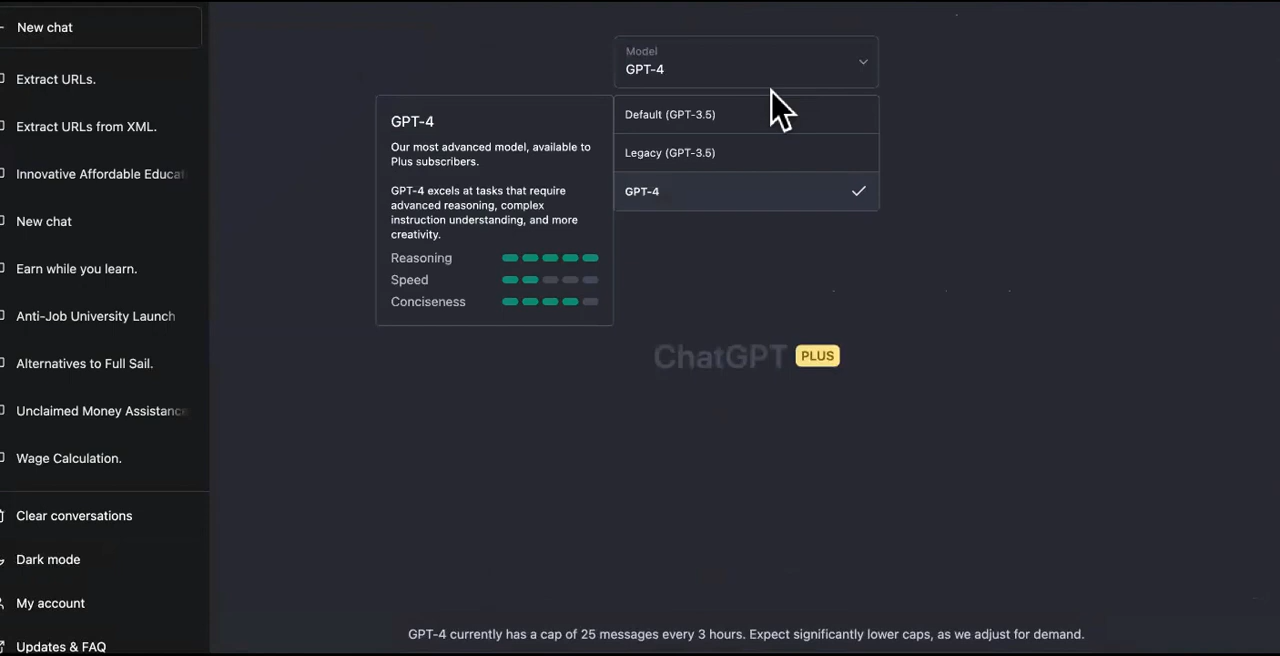 New chat
Extract URLs.
Extract URLs from XML.
Innovative Affordable Educat
New chat
Earn while you learn.
Anti-Job University Launch
Alternatives to Full Sail.
Unclaimed Money Assistance
Wage Calculation.
Clear conversations
Dark mode
My account
Updates & FAQ
Model
GPT-4
Default (GPT-3.5)
Legacy (GPT-3.5)
GPT-4
GPT-4
Our most advanced model, available to
Plus subscribers.
GPT-4 excels at tasks that require
advanced reasoning, complex
instruction understanding, and more
creativity.
Reasoning
Speed
Conciseness
ChatGPT PLUS
GPT-4 currently has a cap of 25 messages every 3 hours. Expect significantly lower caps, as we adjust for demand.